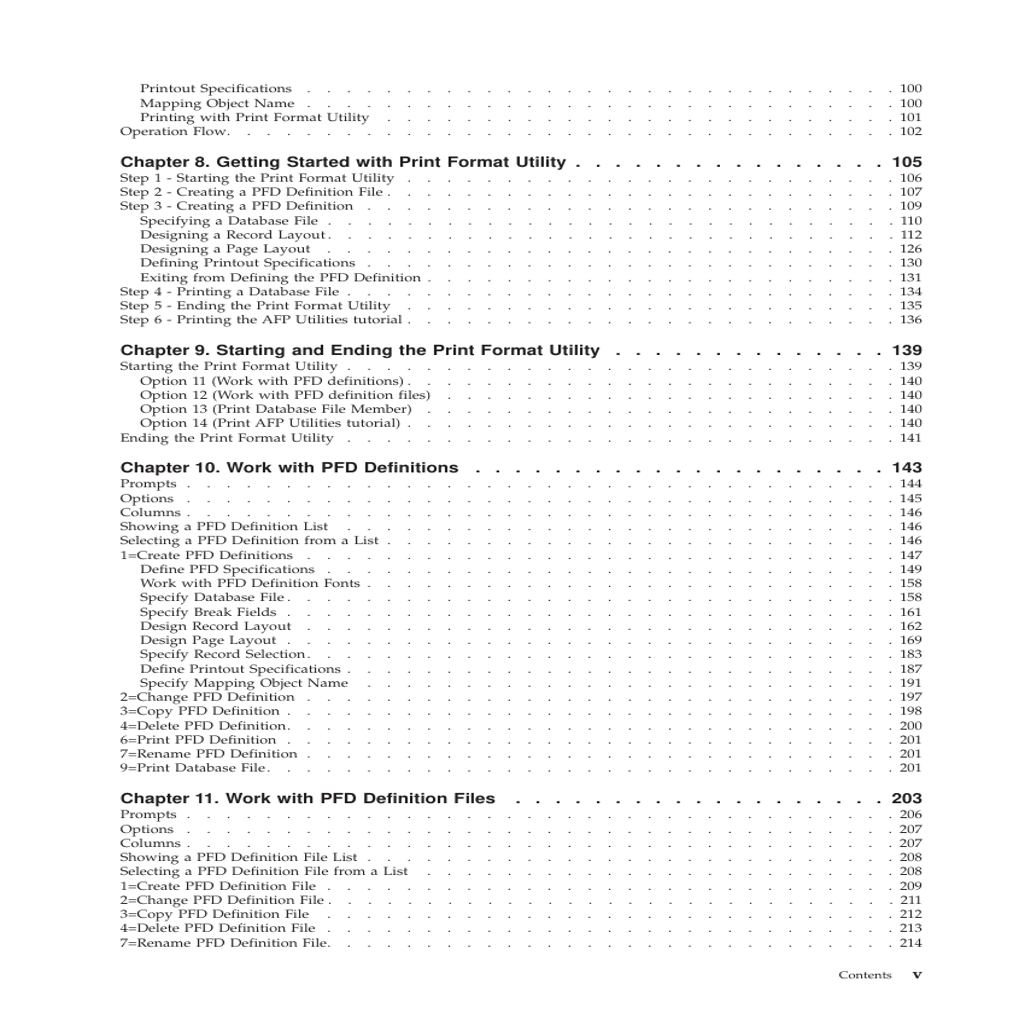 Printout Specifications . . . . . . . . . . . . . . . . . . . . . . . . . . . . . . 100
Mapping Object Name . . . . . . . . . . . . . . . . . . . . . . . . . . . . . . 100
Printing with Print Format Utility . . . . . . . . . . . . . . . . . . . . . . . . . . 101
Operation Flow. . . . . . . . . . . . . . . . . . . . . . . . . . . . . . . . . . 102
Chapter 8. Getting Started with Print Format Utility . . . . . . . . . . . . . . . . 105
Step 1 - Starting the Print Format Utility . . . . . . . . . . . . . . . . . . . . . . . . . 106
Step 2 - Creating a PFD Definition File . . . . . . . . . . . . . . . . . . . . . . . . . . 107
Step 3 - Creating a PFD Definition . . . . . . . . . . . . . . . . . . . . . . . . . . . 109
Specifying a Database File . . . . . . . . . . . . . . . . . . . . . . . . . . . . . 110
Designing a Record Layout . . . . . . . . . . . . . . . . . . . . . . . . . . . . . 112
Designing a Page Layout . . . . . . . . . . . . . . . . . . . . . . . . . . . . . 126
Defining Printout Specifications . . . . . . . . . . . . . . . . . . . . . . . . . . . 130
Exiting from Defining the PFD Definition . . . . . . . . . . . . . . . . . . . . . . . . 131
Step 4 - Printing a Database File . . . . . . . . . . . . . . . . . . . . . . . . . . . . 134
Step 5 - Ending the Print Format Utility . . . . . . . . . . . . . . . . . . . . . . . . . 135
Step 6 - Printing the AFP Utilities tutorial . . . . . . . . . . . . . . . . . . . . . . . . . 136
Chapter 9. Starting and Ending the Print Format Utility . . . . . . . . . . . . . . 139
Starting the Print Format Utility . . . . . . . . . . . . . . . . . . . . . . . . . . . . 139
Option 11 (Work with PFD definitions) . . . . . . . . . . . . . . . . . . . . . . . . . 140
Option 12 (Work with PFD definition files) . . . . . . . . . . . . . . . . . . . . . . . 140
Option 13 (Print Database File Member) . . . . . . . . . . . . . . . . . . . . . . . . 140
Option 14 (Print AFP Utilities tutorial) . . . . . . . . . . . . . . . . . . . . . . . . . 140
Ending the Print Format Utility . . . . . . . . . . . . . . . . . . . . . . . . . . . . 141
Chapter 10. Work with PFD Definitions . . . . . . . . . . . . . . . . . . . . . 143
Prompts . . . . . . . . . . . . . . . . . . . . . . . . . . . . . . . . . . . . 144
Options . . . . . . . . . . . . . . . . . . . . . . . . . . . . . . . . . . . . 145
Columns . . . . . . . . . . . . . . . . . . . . . . . . . . . . . . . . . . . . 146
Showing a PFD Definition List . . . . . . . . . . . . . . . . . . . . . . . . . . . . 146
Selecting a PFD Definition from a List . . . . . . . . . . . . . . . . . . . . . . . . . . 146
1=Create PFD Definitions . . . . . . . . . . . . . . . . . . . . . . . . . . . . . . 147
Define PFD Specifications . . . . . . . . . . . . . . . . . . . . . . . . . . . . . 149
Work with PFD Definition Fonts . . . . . . . . . . . . . . . . . . . . . . . . . . . 158
Specify Database File . . . . . . . . . . . . . . . . . . . . . . . . . . . . . . . 158
Specify Break Fields . . . . . . . . . . . . . . . . . . . . . . . . . . . . . . . 161
Design Record Layout . . . . . . . . . . . . . . . . . . . . . . . . . . . . . . 162
Design Page Layout . . . . . . . . . . . . . . . . . . . . . . . . . . . . . . . 169
Specify Record Selection . . . . . . . . . . . . . . . . . . . . . . . . . . . . . . 183
Define Printout Specifications . . . . . . . . . . . . . . . . . . . . . . . . . . . . 187
Specify Mapping Object Name . . . . . . . . . . . . . . . . . . . . . . . . . . . 191
2=Change PFD Definition . . . . . . . . . . . . . . . . . . . . . . . . . . . . . . 197
3=Copy PFD Definition . . . . . . . . . . . . . . . . . . . . . . . . . . . . . . . 198
4=Delete PFD Definition. . . . . . . . . . . . . . . . . . . . . . . . . . . . . . . 200
6=Print PFD Definition . . . . . . . . . . . . . . . . . . . . . . . . . . . . . . . 201
7=Rename PFD Definition . . . . . . . . . . . . . . . . . . . . . . . . . . . . . . 201
9=Print Database File. . . . . . . . . . . . . . . . . . . . . . . . . . . . . . . . 201
Chapter 11. Work with PFD Definition Files . . . . . . . . . . . . . . . . . . . 203
Prompts . . . . . . . . . . . . . . . . . . . . . . . . . . . . . . . . . . . . 206
Options . . . . . . . . . . . . . . . . . . . . . . . . . . . . . . . . . . . . 207
Columns . . . . . . . . . . . . . . . . . . . . . . . . . . . . . . . . . . . . 207
Showing a PFD Definition File List . . . . . . . . . . . . . . . . . . . . . . . . . . . 208
Selecting a PFD Definition File from a List . . . . . . . . . . . . . . . . . . . . . . . . 208
1=Create PFD Definition File . . . . . . . . . . . . . . . . . . . . . . . . . . . . . 209
2=Change PFD Definition File . . . . . . . . . . . . . . . . . . . . . . . . . . . . . 211
3=Copy PFD Definition File . . . . . . . . . . . . . . . . . . . . . . . . . . . . . 212
4=Delete PFD Definition File . . . . . . . . . . . . . . . . . . . . . . . . . . . . . 213
7=Rename PFD Definition File. . . . . . . . . . . . . . . . . . . . . . . . . . . . . 214
Contents v